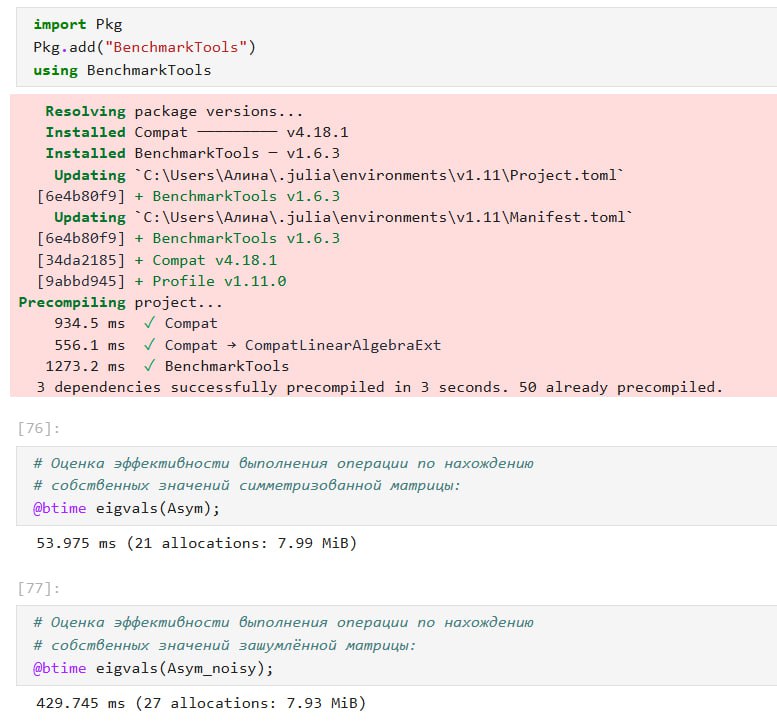 import Pkg
Pkg.add("BenchmarkTools")
using BenchmarkTools
Resolving package versions...
Installed Compat ───────── v4.18.1
Installed BenchmarkTools ─ v1.6.3
Updating `C:\Users\Алина\.julia\environments\v1.11\Project.toml`
[6e4b80f9] + BenchmarkTools v1.6.3
Updating `C:\Users\Алина\.julia\environments\v1.11\Manifest.toml`
[6e4b80f9] + BenchmarkTools v1.6.3
[34da2185] + Compat v4.18.1
[9abbd945] + Profile v1.11.0
Precompiling project...
934.5 ms ✓ Compat
556.1 ms ✓ Compat → CompatLinearAlgebraExt
1273.2 ms ✓ BenchmarkTools
3 dependencies successfully precompiled in 3 seconds. 50 already precompiled.
[76]:
# Оценка эффективности выполнения операции по нахождению
# собственных значений симметризованной матрицы:
@btime eigvals(Asym);
53.975 ms (21 allocations: 7.99 MiB)
[77]:
# Оценка эффективности выполнения операции по нахождению
# собственных значений зашумлённой матрицы:
@btime eigvals(Asym_noisy);
429.745 ms (27 allocations: 7.93 MiB)